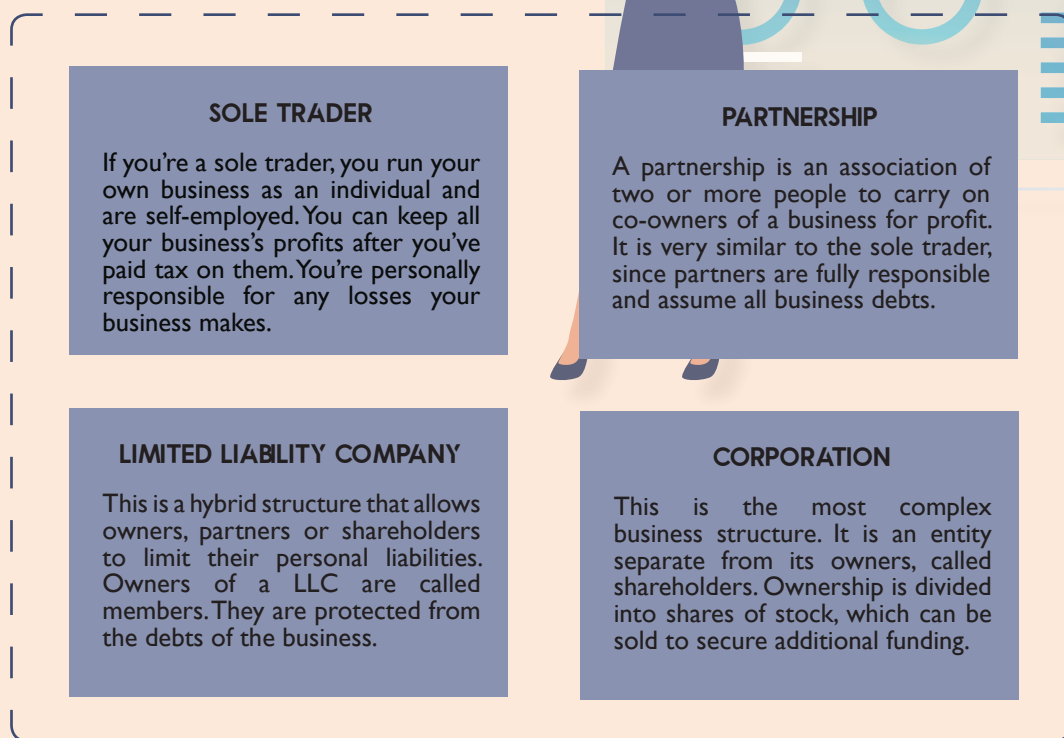 SOLE TRADER
If you're a sole trader, you run your
own business as an individual and
are self-employed. You can keep all
your business's profits after you've
paid tax on them. You're personally
responsible for any losses your
business makes.
PARTNERSHIP
A partnership is an association of
two or more people to carry on
co-owners of a business for profit.
It is very similar to the sole trader,
since partners are fully responsible
and assume all business debts.
LIMITED LIABILITY COMPANY
This is a hybrid structure that allows
owners, partners or shareholders
to limit their personal liabilities.
Owners of a LLC are called
members. They are protected from
the debts of the business.
CORPORATION
This is the most complex
business structure. It is an entity
separate from its owners, called
shareholders. Ownership is divided
into shares of stock, which can be
sold to secure additional funding.